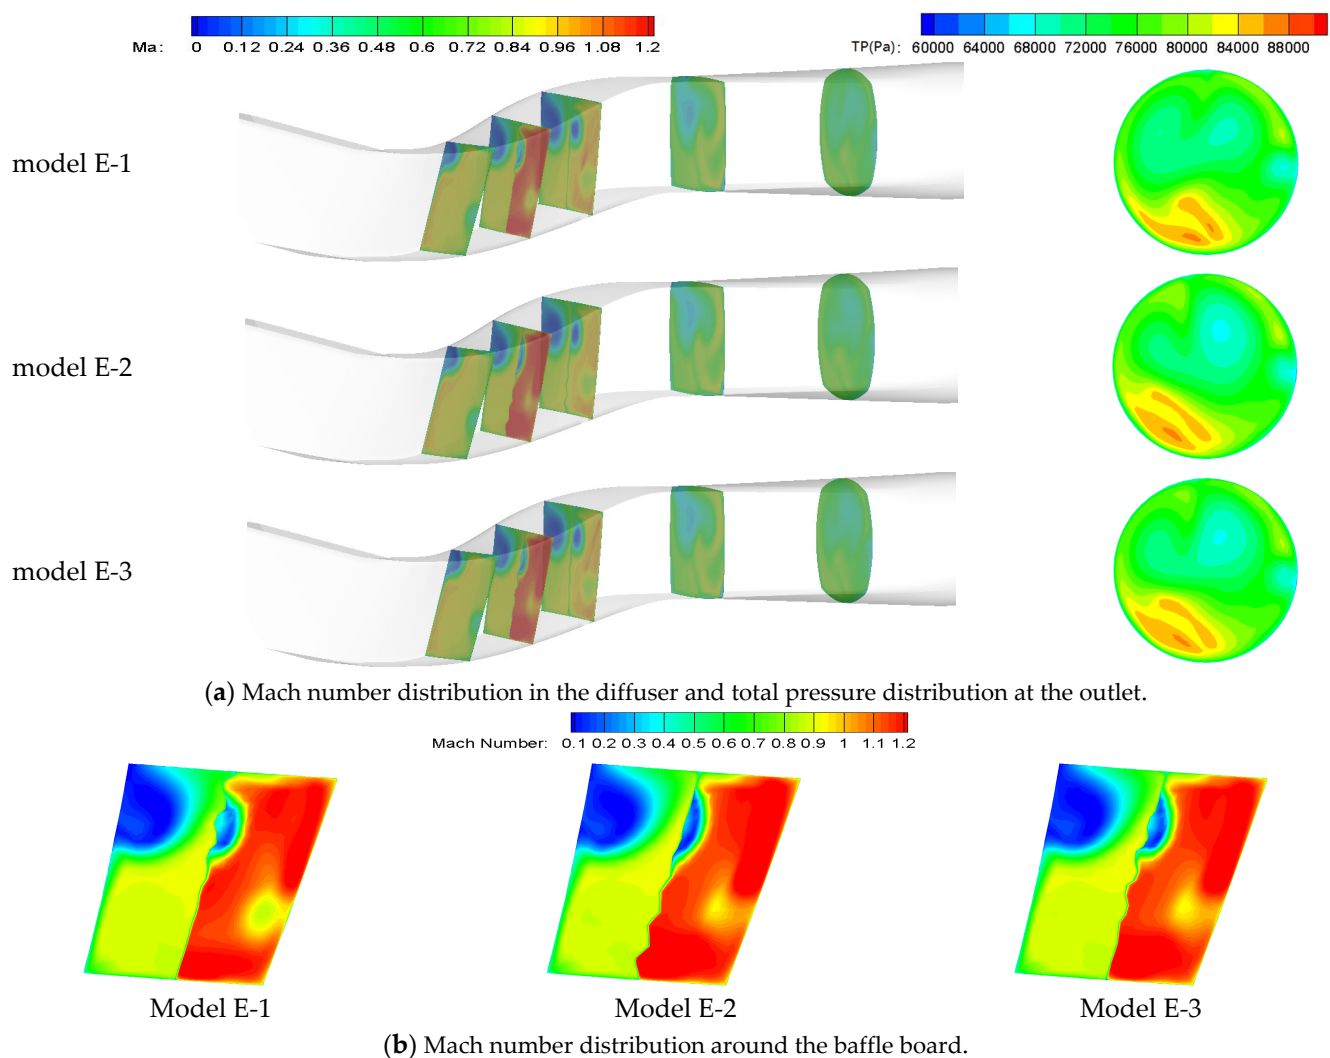 Ma: 0 0.12 0.24 0.36 0.48 0.6 0.72 0.84 0.96 1.08 1.2
TP(Pa): 60000 64000 68000 72000 76000 80000 84000 88000
model E-1
model E-2
model E-3
(a) Mach number distribution in the diffuser and total pressure distribution at the outlet.
Mach Number: 0.1 0.2 0.3 0.4 0.5 0.6 0.7 0.8 0.9 1 1.1 1.2
Model E-1
Model E-2
Model E-3
(b) Mach number distribution around the baffle board.